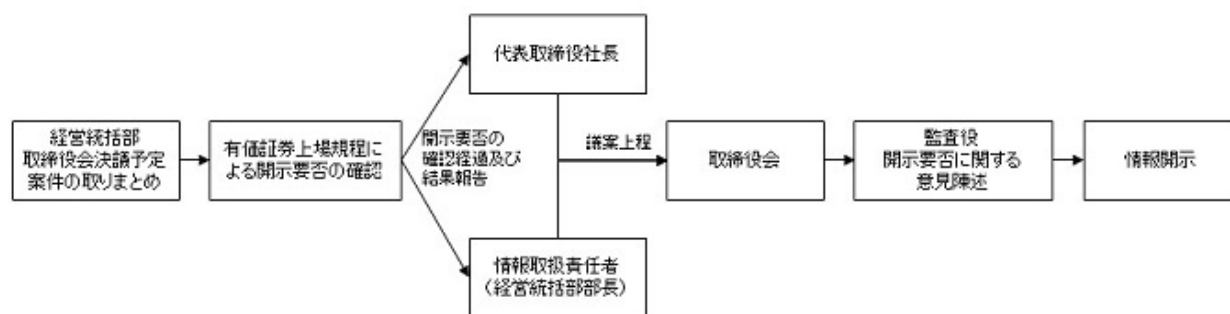 経営統括部
取締役会決議予定
案件の取りまとめ
有価証券上場規程に
よる開示要否の確認
代表取締役社長
開示要否の
確認経過及び
結果報告
情報取扱責任者
（経営統括部部長）
議案上程
取締役会
監査役
開示要否に関する
意見陳述
情報開示